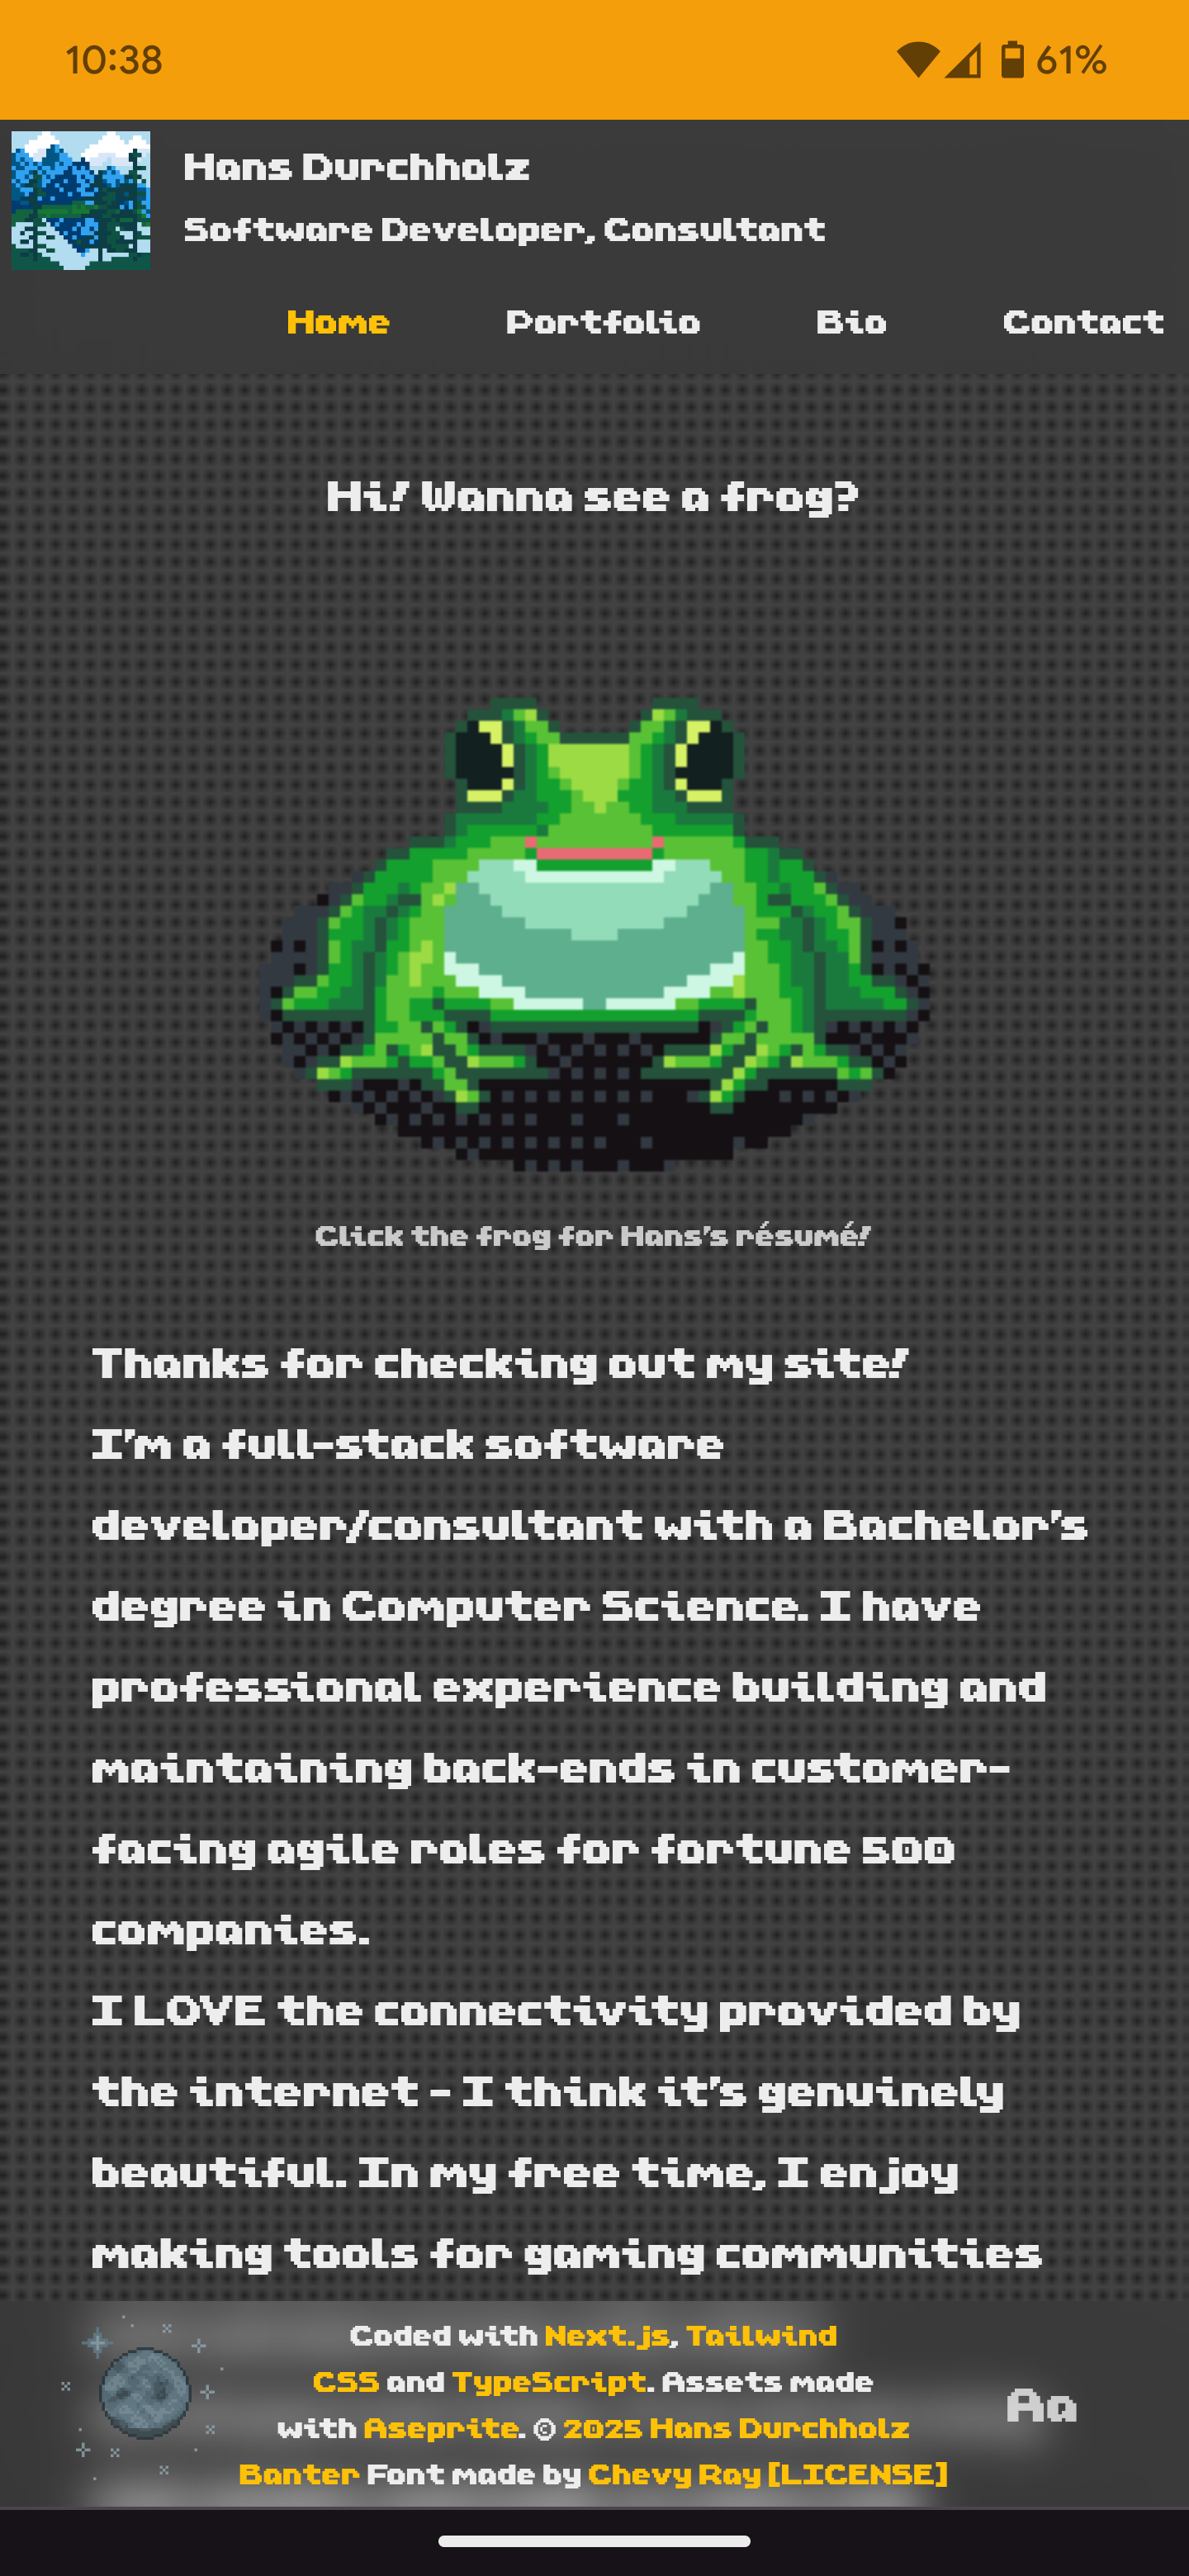 10:38
61%
Hans Durchholz
Software Developer, Consultant
Home Portfolio Bio Contact
Hi! Wanna see a frog?
Click the frog for Hans's résumé!
Thanks for checking out my site!
I'm a full-stack software
developer/consultant with a Bachelor's
degree in Computer Science. I have
professional experience building and
maintaining back-ends in customer-
facing agile roles for fortune 500
companies.
I LOVE the connectivity provided by
the internet - I think it's genuinely
beautiful. In my free time, I enjoy
making tools for gaming communities
Coded with Next.js, Tailwind
CSS and TypeScript. Assets made
with Aseprite. © 2025 Hans Durchholz
Banter Font made by Chevy Ray [LICENSE]
Aa